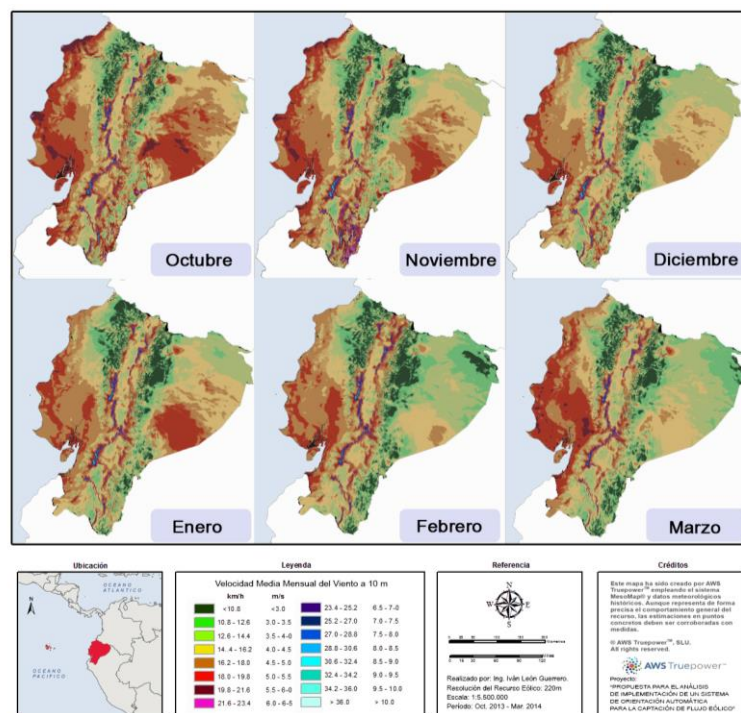 Octubre
Noviembre
Diciembre
Enero
Febrero
Marzo
Ubicación
OCEANO
ATLANTICO
OCEANO
PACIFICO
N
Leyenda
Velocidad Media Mensual del Viento a 10 m
km/h m/s
<10.8 <3.0 23.4 - 25.2 6.5 - 7.0
10.8 - 12.6 3.0 - 3.5 25.2 - 27.0 7.0 - 7.5
12.6 - 14.4 3.5 - 4.0 27.0 - 28.8 7.5 - 8.0
14..4 - 16.2 4.0 - 4.5 28.8 - 30.6 8.0 - 8.5
16.2 - 18.0 4.5 - 5.0 30.6 - 32.4 8.5 - 9.0
18.0 - 19.8 5.0 - 5.5 32.4 - 34.2 9.0 - 9.5
19.8 - 21.6 5.5 - 6.0 34.2 - 36.0 9.5 - 10.0
21.6 - 23.4 6.0 - 6.5 > 36.0 > 10.0
Referencia
N
W E
S
Realizado por: Ing. Iván León Guerrero.
Resolución del Recurso Eólico: 220m
Escala: 1:5.500.000
Período: Oct. 2013 - Mar. 2014
Créditos
Este mapa ha sido creado por AWS
Truepower™ empleando el sistema
MesoMap® y datos meteorológicos
históricos. Aunque representa de forma
precisa el comportamiento general del
recurso, las estimaciones en puntos
concretos deben ser corroboradas con
medidas.
© AWS Truepower™, SLU.
All rights reserved.
AWS Truepower™
Proyecto:
"PROPUESTA PARA EL ANÁLISIS
DE IMPLEMENTACIÓN DE UN SISTEMA
DE ORIENTACIÓN AUTOMÁTICA
PARA LA CAPTACIÓN DE FLUJO EÓLICO"